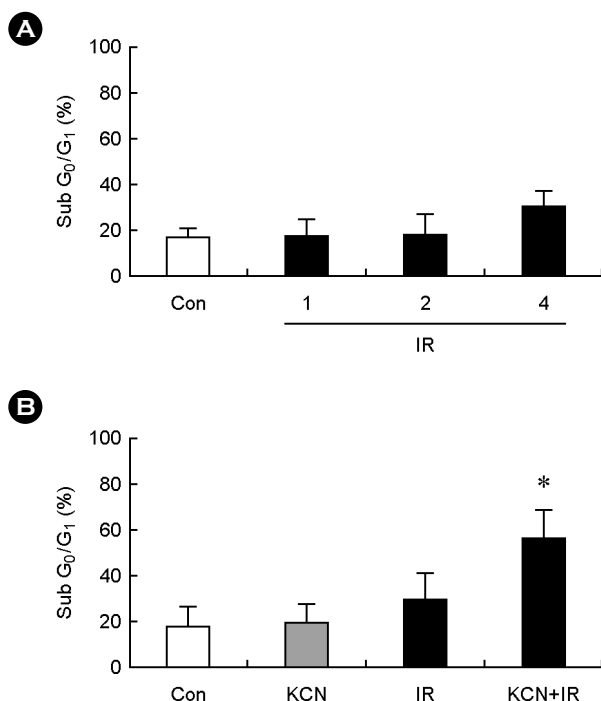 A
Sub G₀/G₁ (%)
100
80
60
40
20
0
Con
1
2
4
IR
B
Sub G₀/G₁ (%)
100
80
60
40
20
0
*
Con
KCN
IR
KCN+IR